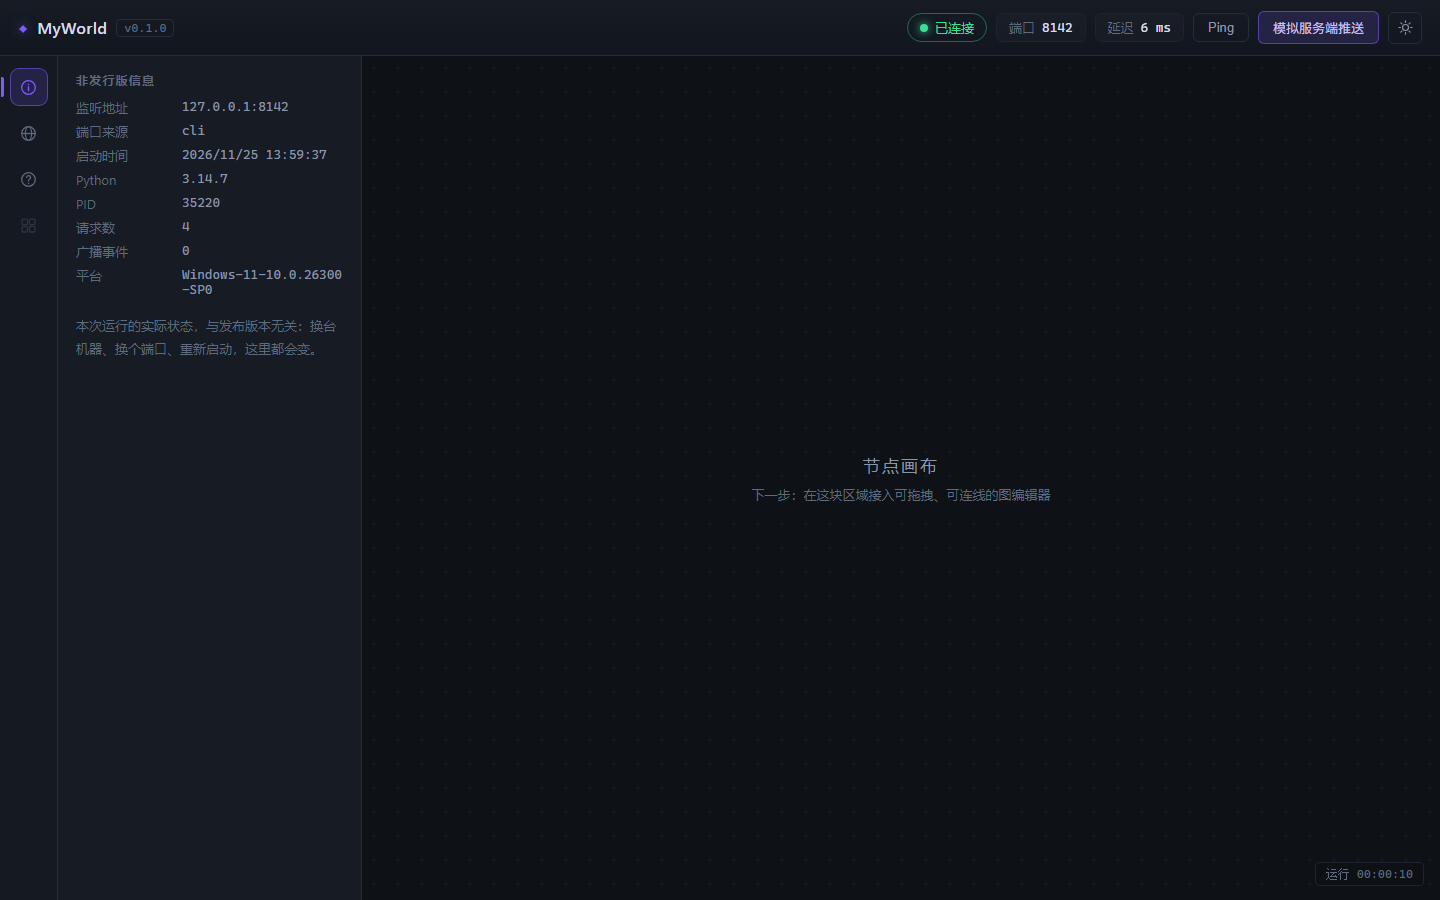 MyWorld v0.1.0
已连接 端口 8142 延迟 6 ms Ping 模拟服务端推送
非发行版信息
监听地址 127.0.0.1:8142
端口来源 cli
启动时间 2026/11/25 13:59:37
Python 3.14.7
PID 35220
请求数 4
广播事件 0
平台 Windows-11-10.0.26300
-SP0
本次运行的实际状态，与发布版本无关：换台
机器、换个端口、重新启动，这里都会变。
节点画布
下一步：在这块区域接入可拖拽、可连线的图编辑器
运行 00:00:10